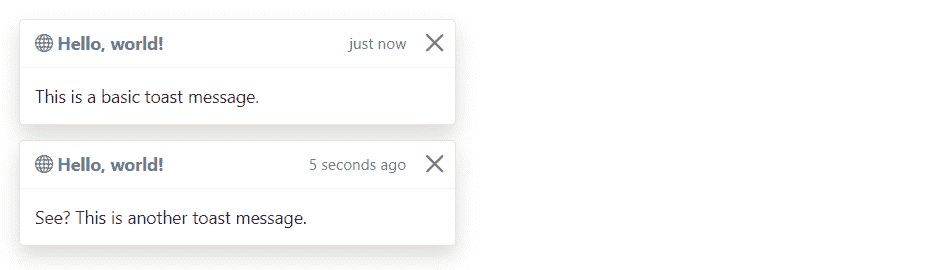 Hello, world! just now
This is a basic toast message.
Hello, world! 5 seconds ago
See? This is another toast message.